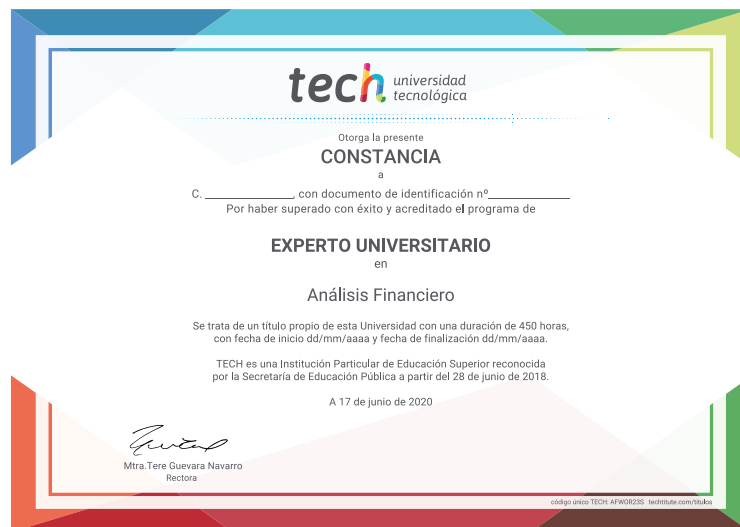 tech universidad
tecnológica
Otorga la presente
CONSTANCIA
a
C. ______________, con documento de identificación nº______________
Por haber superado con éxito y acreditado el programa de
EXPERTO UNIVERSITARIO
en
Análisis Financiero
Se trata de un título propio de esta Universidad con una duración de 450 horas,
con fecha de inicio dd/mm/aaaa y fecha de finalización dd/mm/aaaa.
TECH es una Institución Particular de Educación Superior reconocida
por la Secretaría de Educación Pública a partir del 28 de junio de 2018.
A 17 de junio de 2020
Mtra.Tere Guevara Navarro
Rectora
código único TECH: AFWOR23S techtitute.com/titulos